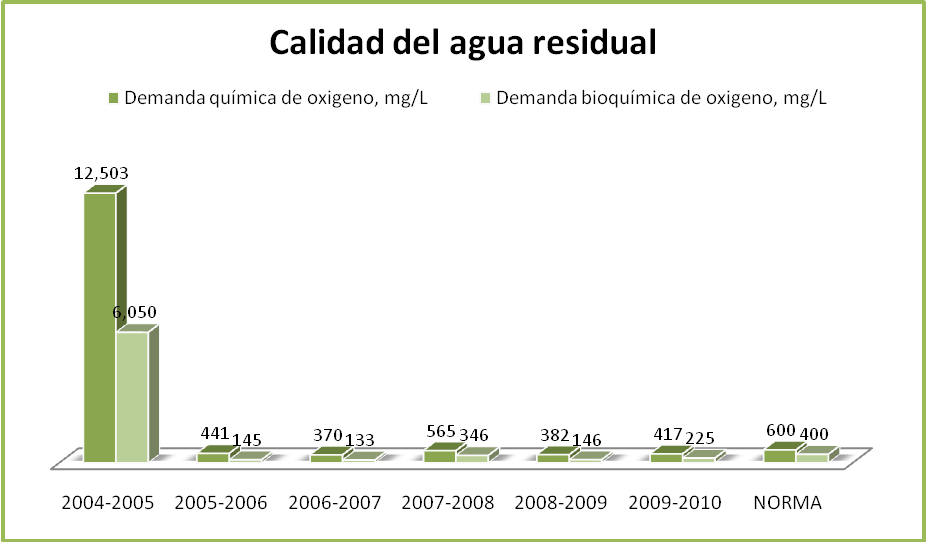 Calidad del agua residual
Demanda química de oxigeno, mg/L Demanda bioquímica de oxigeno, mg/L
12,503
6,050
441 145 370 133 565 346 382 146 417 225 600 400
2004-2005 2005-2006 2006-2007 2007-2008 2008-2009 2009-2010 NORMA